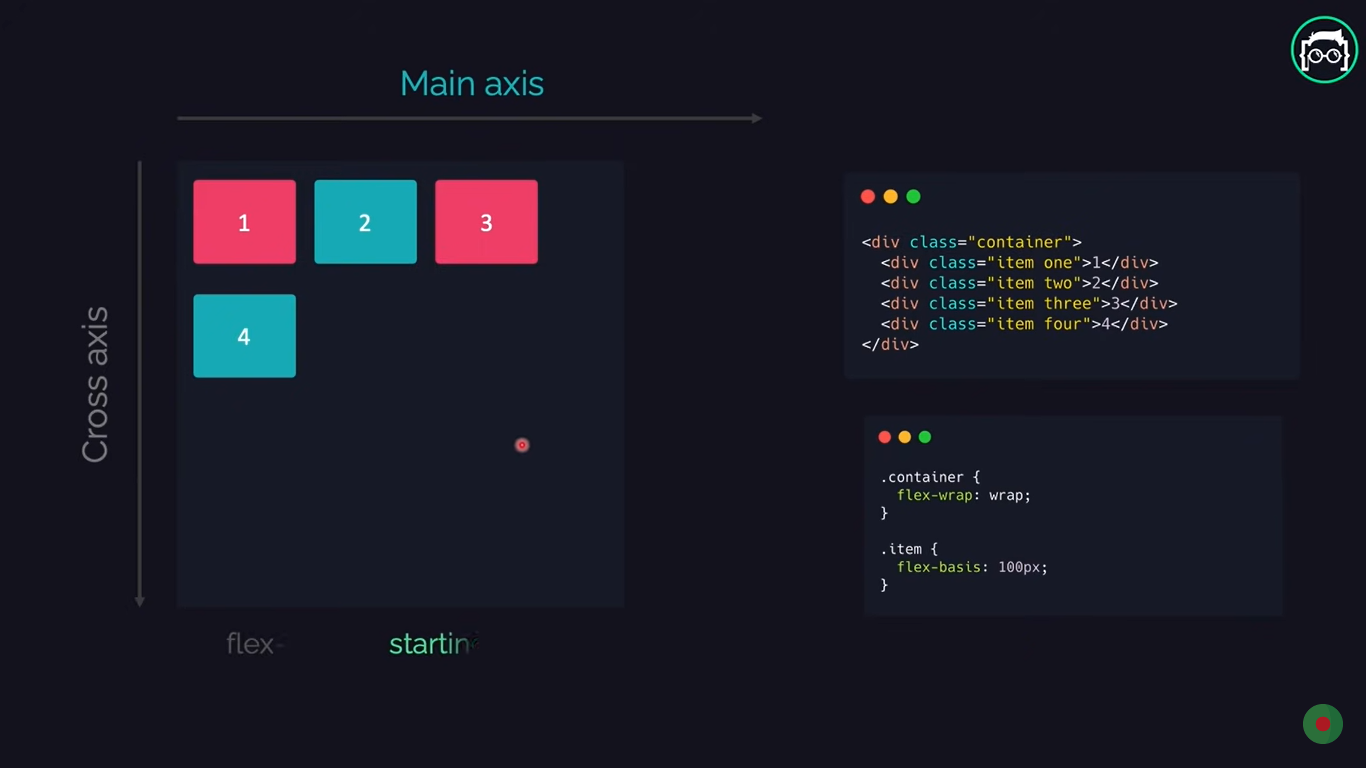 Main axis
Cross axis
1 2 3
4
flex-
startin
<div class="container">
<div class="item one">1</div>
<div class="item two">2</div>
<div class="item three">3</div>
<div class="item four">4</div>
</div>
.container {
flex-wrap: wrap;
}
.item {
flex-basis: 100px;
}